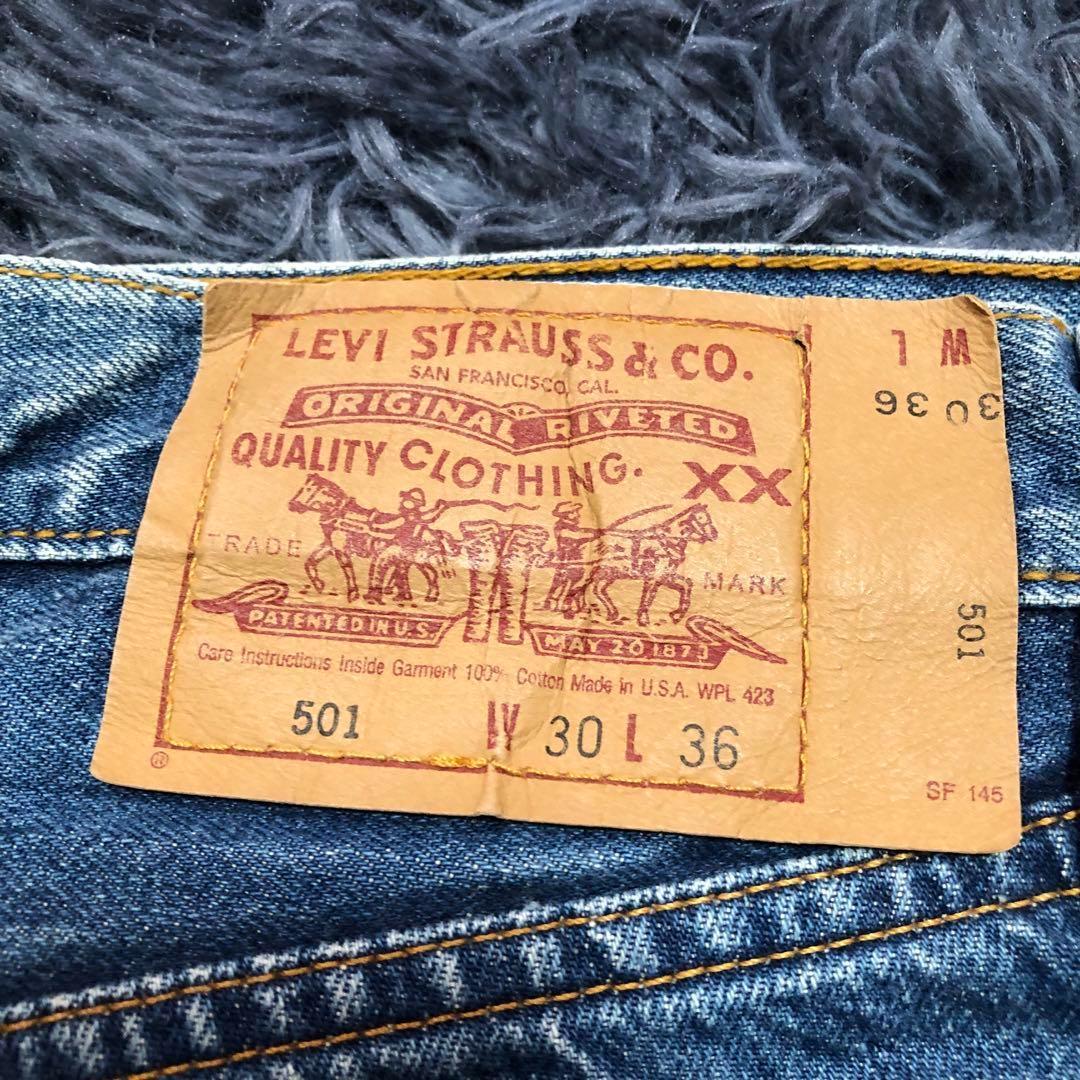 LEVI STRAUSS & CO.
SAN FRANCISCO CAL.
ORIGINAL RIVETED
QUALITY CLOTHING. XX
TRADE MARK
PATENTED IN U.S. MAY 20 1873
Care Instructions Inside Garment 100% Cotton Made in U.S.A. WPL 423
501 W 30 L 36
®
W L
30 36
501
SF 145